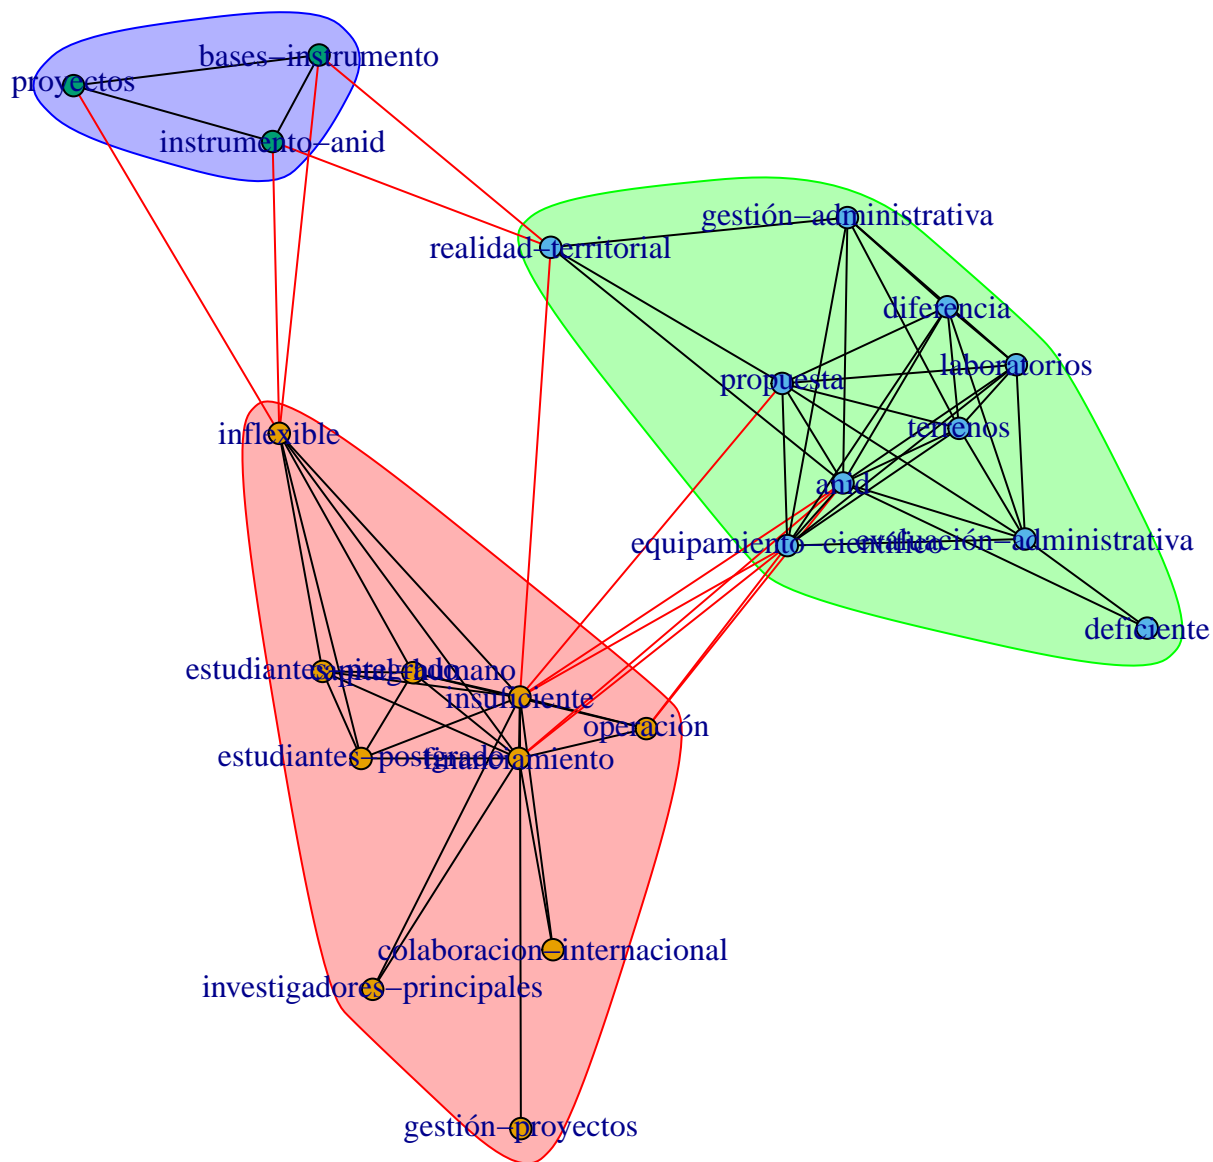 bases−instrumento
proyectos
instrumento−anid
gestión−administrativa
realidad−territorial
diferencia
laboratorios
propuesta
terrenos
inflexible
anid
equipamiento−científico
evaluación−administrativa
deficiente
estudiantes−pregrado
capital−humano
insuficiente
operación
estudiantes−postgrado
financiamiento
colaboracion−internacional
investigadores−principales
gestión−proyectos